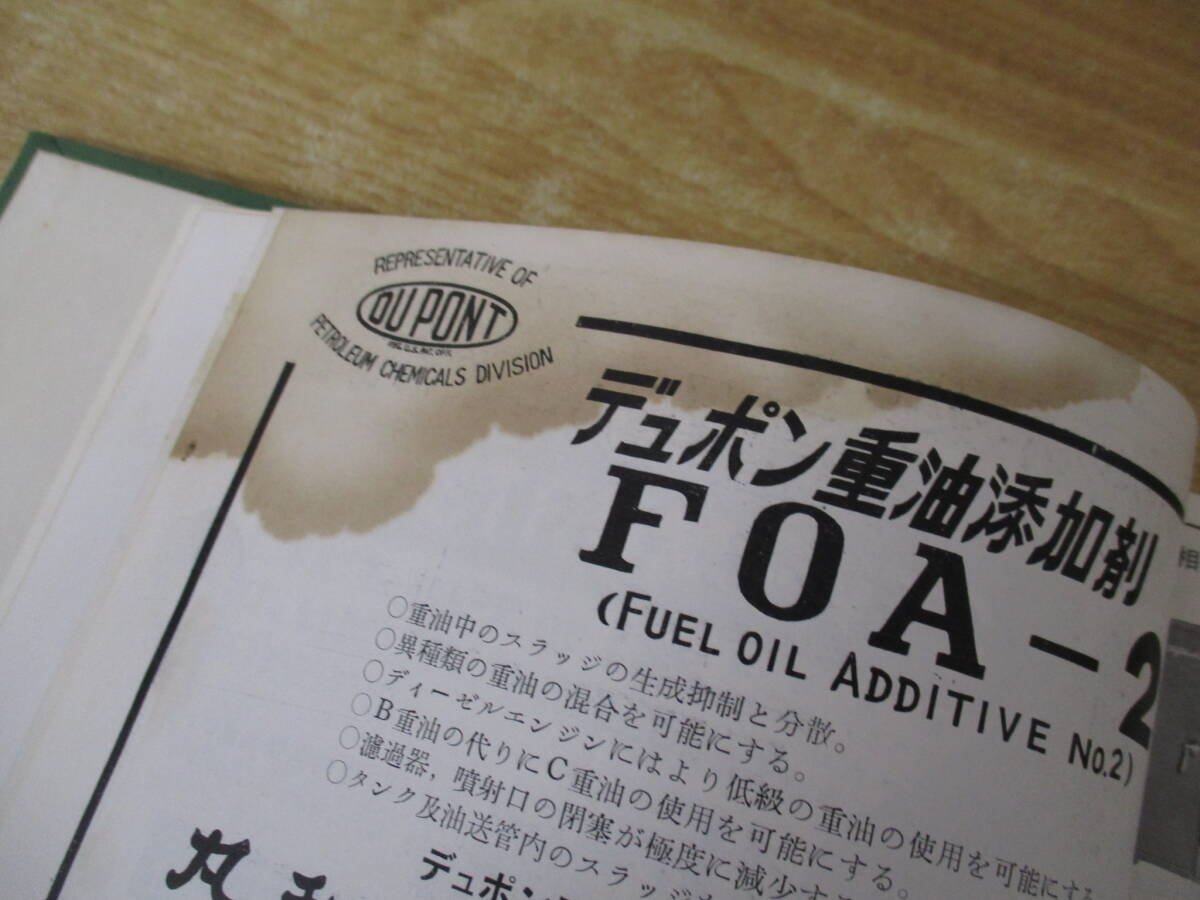 REPRESENTATIVE OF
DU PONT
REG. U.S. PAT. OFF.
PETROLEUM CHEMICALS DIVISION
デュポン重油添加剤
FOA-2
(FUEL OIL ADDITIVE No.2)
○重油中のスラッジの生成抑制と分散。
○異種類の重油の混合を可能にする。
○ディーゼルエンジンにはより低級の重油の使用を可能にする
○B重油の代りにC重油の使用を可能にする。
○濾過器，噴射口の閉塞が極度に減少する
○タンク及油送管内のスラッジ
デュポン
丸